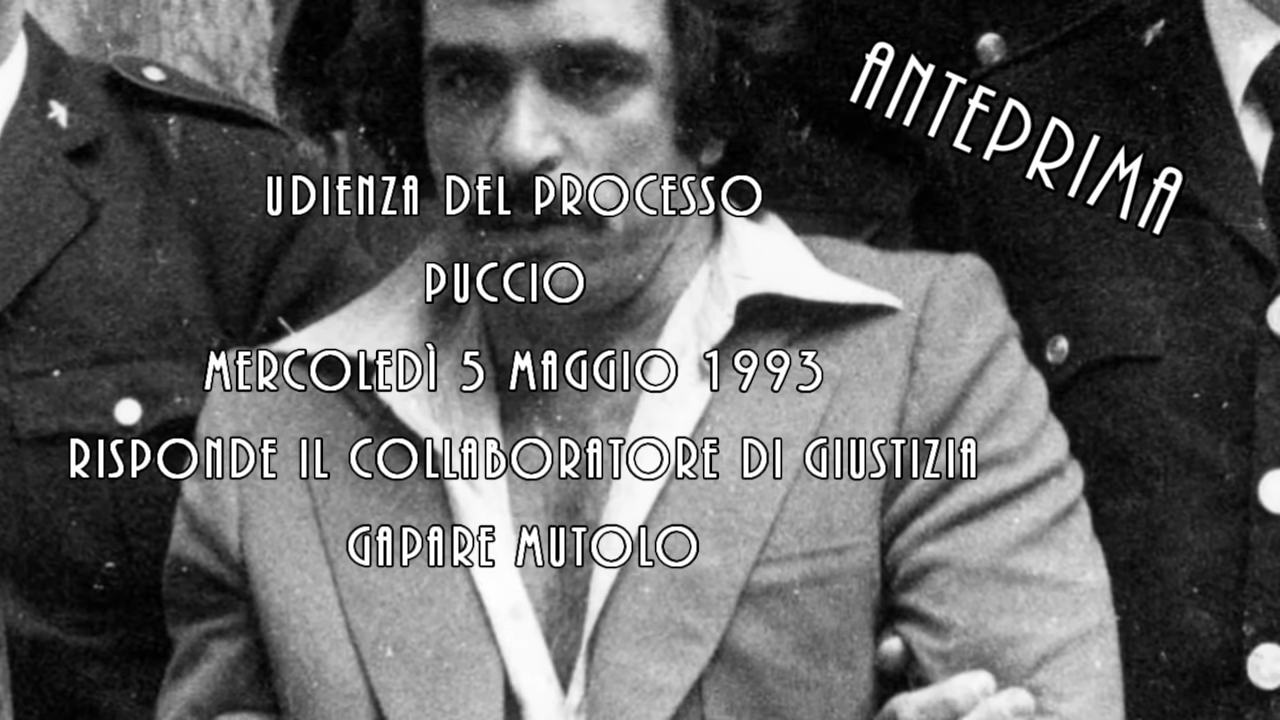 ANTEPRIMA
UDIENZA DEL PROCESSO
PUCCIO
MERCOLEDÌ 5 MAGGIO 1993
RISPONDE IL COLLABORATORE DI GIUSTIZIA
GAPARE MUTOLO